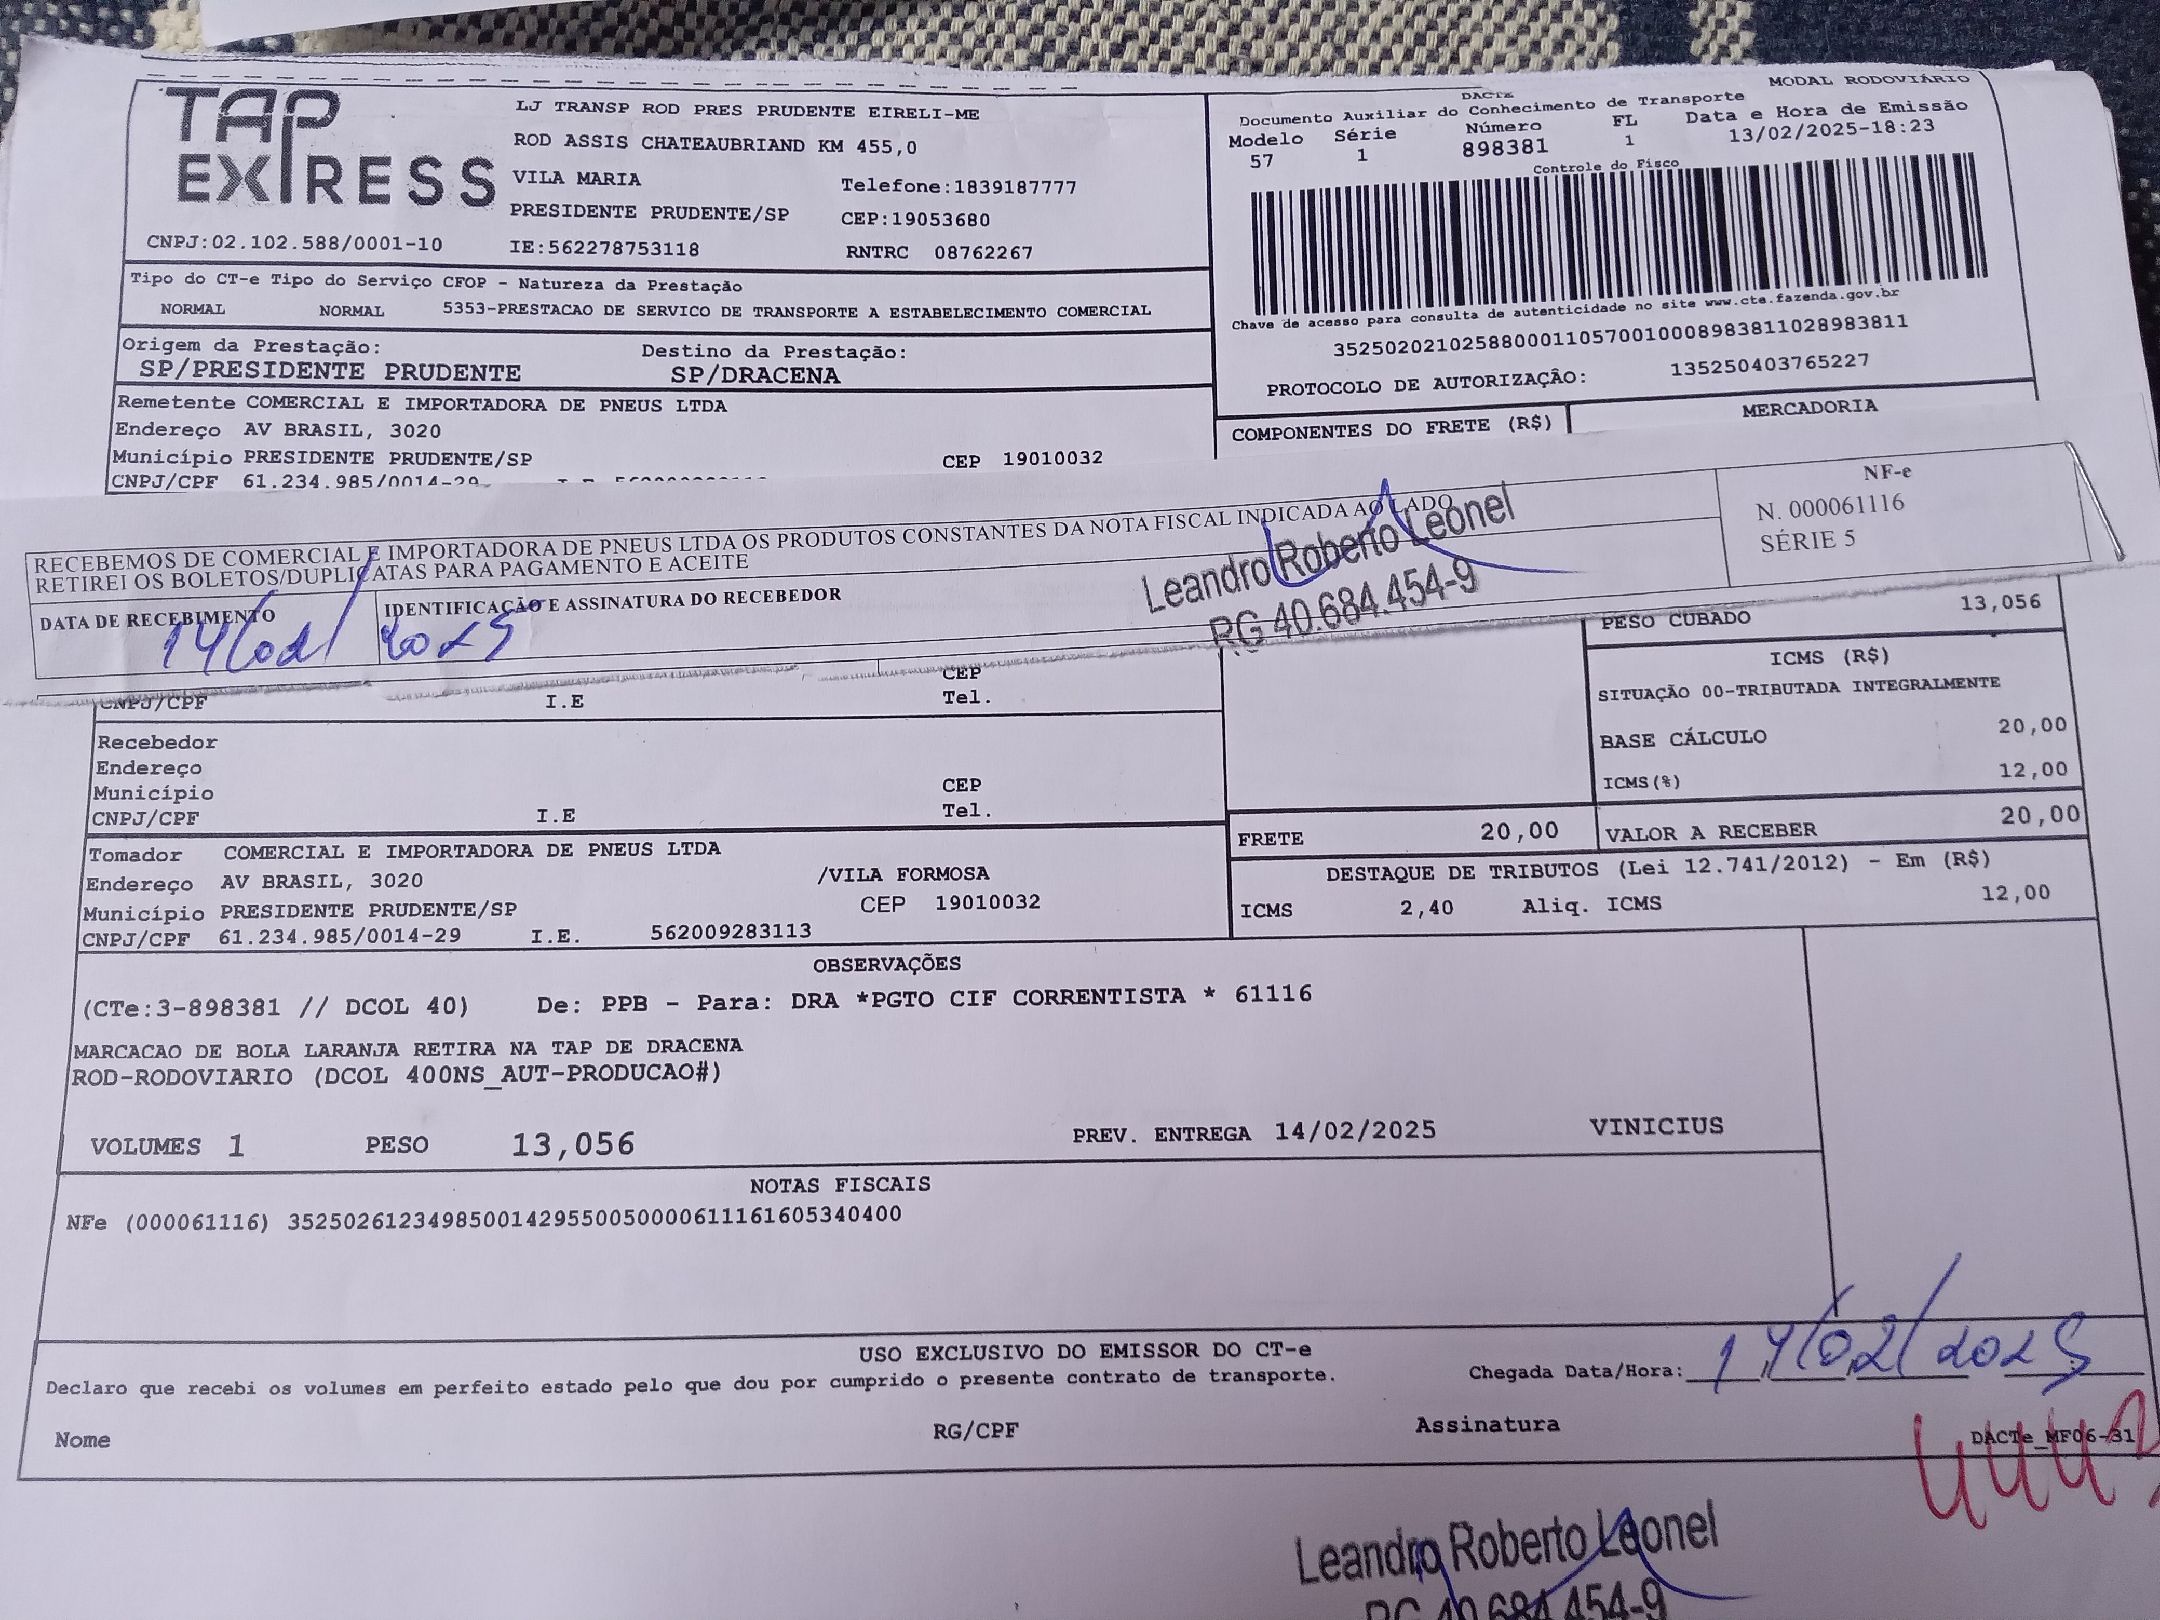 TAP EXPRESS
CNPJ:02.102.588/0001-10
LJ TRANSP ROD PRES PRUDENTE EIRELI-ME
ROD ASSIS CHATEAUBRIAND KM 455,0
VILA MARIA Telefone:1839187777
PRESIDENTE PRUDENTE/SP CEP:19053680
IE:562278753118 RNTRC 08762267
MODAL RODOVIÁRIO
DACTE
Documento Auxiliar do Conhecimento de Transporte
Modelo Série Número FL Data e Hora de Emissão
57 1 898381 1 13/02/2025-18:23
Controle do Fisco
Chave de acesso para consulta de autenticidade no site www.cte.fazenda.gov.br
35250202102588000110570010008983811028983811
PROTOCOLO DE AUTORIZAÇÃO: 135250403765227
Tipo do CT-e Tipo do Serviço CFOP - Natureza da Prestação
NORMAL NORMAL 5353-PRESTACAO DE SERVICO DE TRANSPORTE A ESTABELECIMENTO COMERCIAL
Origem da Prestação: Destino da Prestação:
SP/PRESIDENTE PRUDENTE SP/DRACENA
Remetente COMERCIAL E IMPORTADORA DE PNEUS LTDA
Endereço AV BRASIL, 3020
Município PRESIDENTE PRUDENTE/SP CEP 19010032
CNPJ/CPF 61.234.985/0014-29
COMPONENTES DO FRETE (R$) MERCADORIA
RECEBEMOS DE COMERCIAL E IMPORTADORA DE PNEUS LTDA OS PRODUTOS CONSTANTES DA NOTA FISCAL INDICADA AO LADO
RETIREI OS BOLETOS/DUPLICATAS PARA PAGAMENTO E ACEITE
DATA DE RECEBIMENTO IDENTIFICAÇÃO E ASSINATURA DO RECEBEDOR
14/02/2025
Leandro Roberto Leonel
RG 40.684.454-9
NF-e
N. 000061116
SÉRIE 5
PESO CUBADO 13,056
ICMS (R$)
SITUAÇÃO 00-TRIBUTADA INTEGRALMENTE
BASE CÁLCULO 20,00
ICMS(%) 12,00
CEP
CNPJ/CPF I.E Tel.
Recebedor
Endereço
Município CEP
CNPJ/CPF I.E Tel.
FRETE 20,00 VALOR A RECEBER 20,00
Tomador COMERCIAL E IMPORTADORA DE PNEUS LTDA
Endereço AV BRASIL, 3020 /VILA FORMOSA
Município PRESIDENTE PRUDENTE/SP CEP 19010032
CNPJ/CPF 61.234.985/0014-29 I.E. 562009283113
DESTAQUE DE TRIBUTOS (Lei 12.741/2012) - Em (R$)
ICMS 2,40 Aliq. ICMS 12,00
OBSERVAÇÕES
(CTe:3-898381 // DCOL 40) De: PPB - Para: DRA *PGTO CIF CORRENTISTA * 61116
MARCACAO DE BOLA LARANJA RETIRA NA TAP DE DRACENA
ROD-RODOVIARIO (DCOL 400NS_AUT-PRODUCAO#)
VOLUMES 1 PESO 13,056 PREV. ENTREGA 14/02/2025 VINICIUS
NOTAS FISCAIS
NFe (000061116) 35250261234985001429550050000611161605340400
USO EXCLUSIVO DO EMISSOR DO CT-e
Declaro que recebi os volumes em perfeito estado pelo que dou por cumprido o presente contrato de transporte.
Chegada Data/Hora: 14/02/2025
Nome RG/CPF Assinatura
DACTe_MF06-31
Leandro Roberto Leonel
RG 40.684.454-9